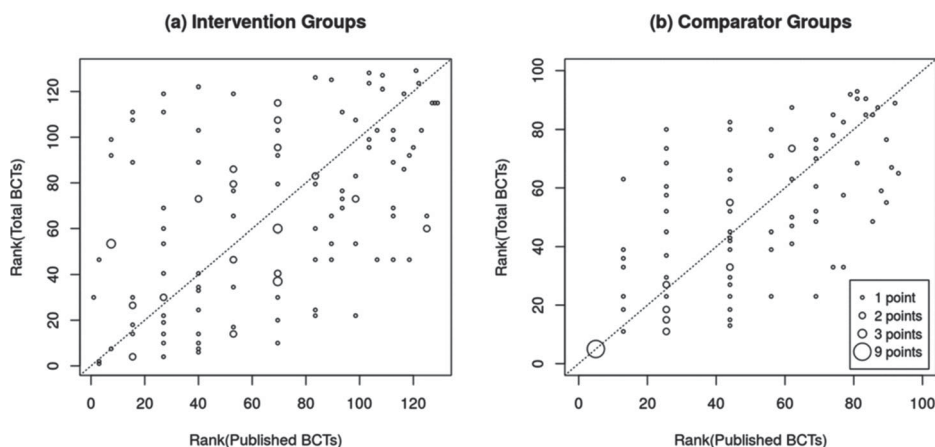 (a) Intervention Groups
Rank(Total BCTs)
120
100
80
60
40
20
0
0 20 40 60 80 100 120
Rank(Published BCTs)
(b) Comparator Groups
Rank(Total BCTs)
100
80
60
40
20
0
0 20 40 60 80 100
Rank(Published BCTs)
1 point
2 points
3 points
9 points